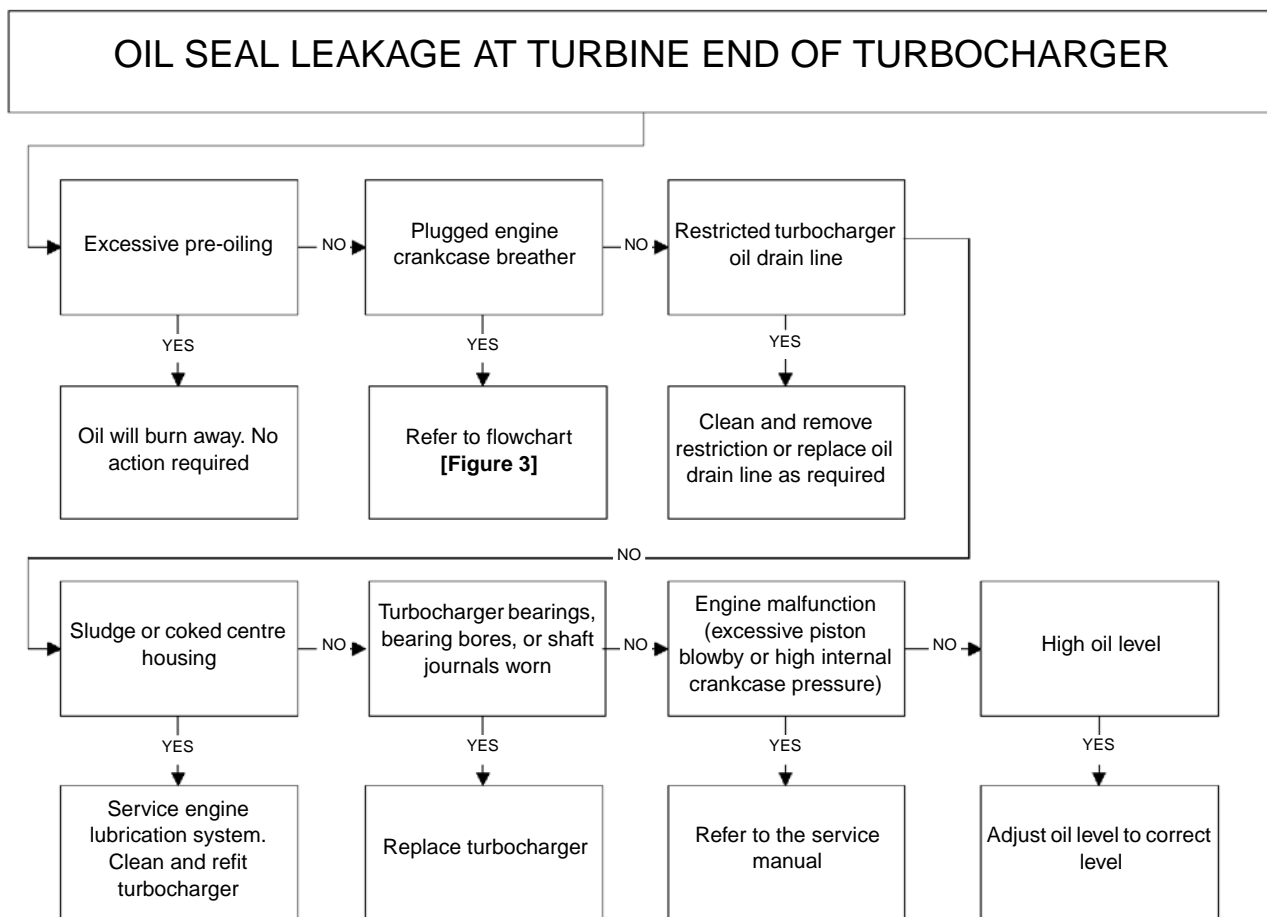 OIL SEAL LEAKAGE AT TURBINE END OF TURBOCHARGER
Excessive pre-oiling
NO
Plugged engine
crankcase breather
NO
Restricted turbocharger
oil drain line
YES
YES
YES
Oil will burn away. No
action required
Refer to flowchart
[Figure 3]
Clean and remove
restriction or replace oil
drain line as required
NO
Sludge or coked centre
housing
NO
Turbocharger bearings,
bearing bores, or shaft
journals worn
NO
Engine malfunction
(excessive piston
blowby or high internal
crankcase pressure)
NO
High oil level
YES
YES
YES
YES
Service engine
lubrication system.
Clean and refit
turbocharger
Replace turbocharger
Refer to the service
manual
Adjust oil level to correct
level